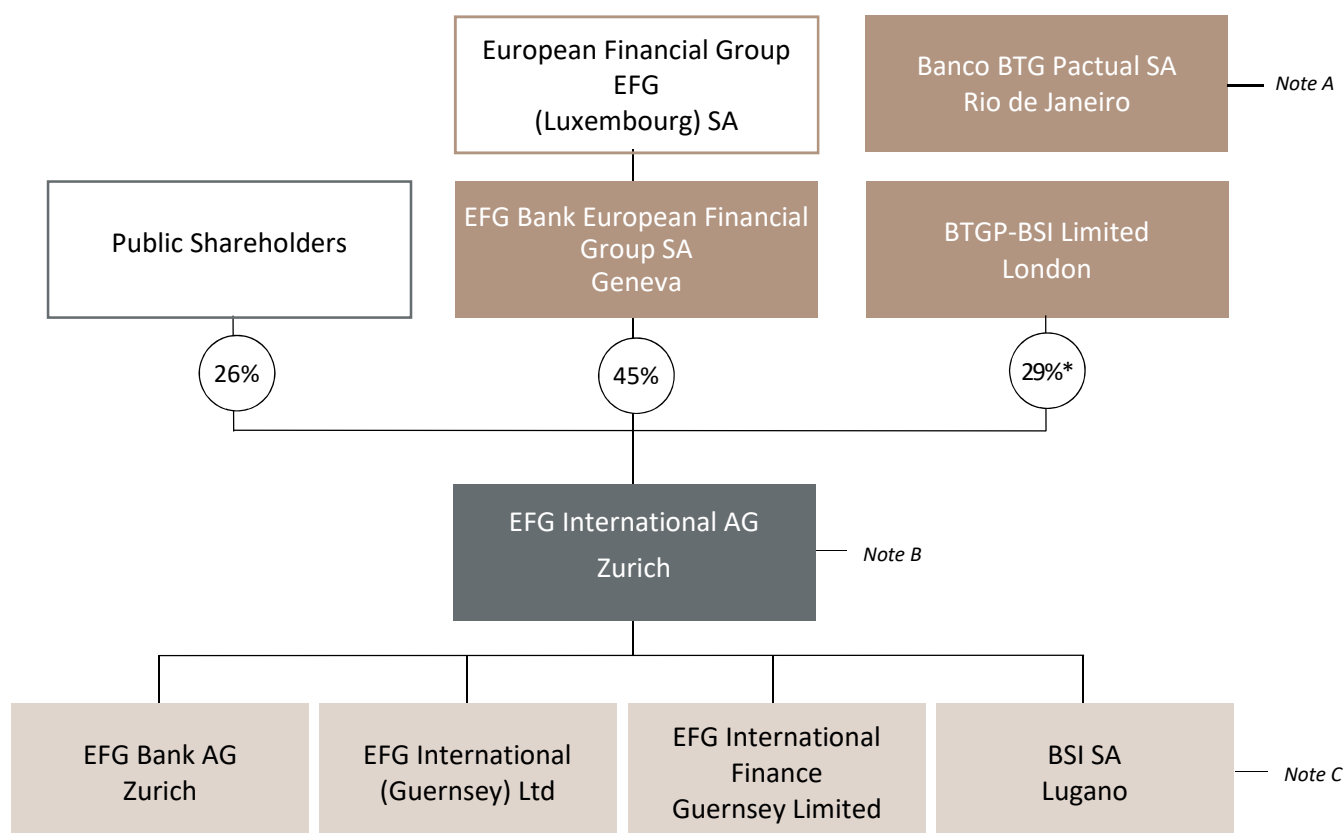 European Financial Group
EFG
(Luxembourg) SA
Banco BTG Pactual SA
Rio de Janeiro
Note A
Public Shareholders
EFG Bank European Financial
Group SA
Geneva
BTGP-BSI Limited
London
26%
45%
29%*
EFG International AG
Zurich
Note B
EFG Bank AG
Zurich
EFG International
(Guernsey) Ltd
EFG International
Finance
Guernsey Limited
BSI SA
Lugano
Note C